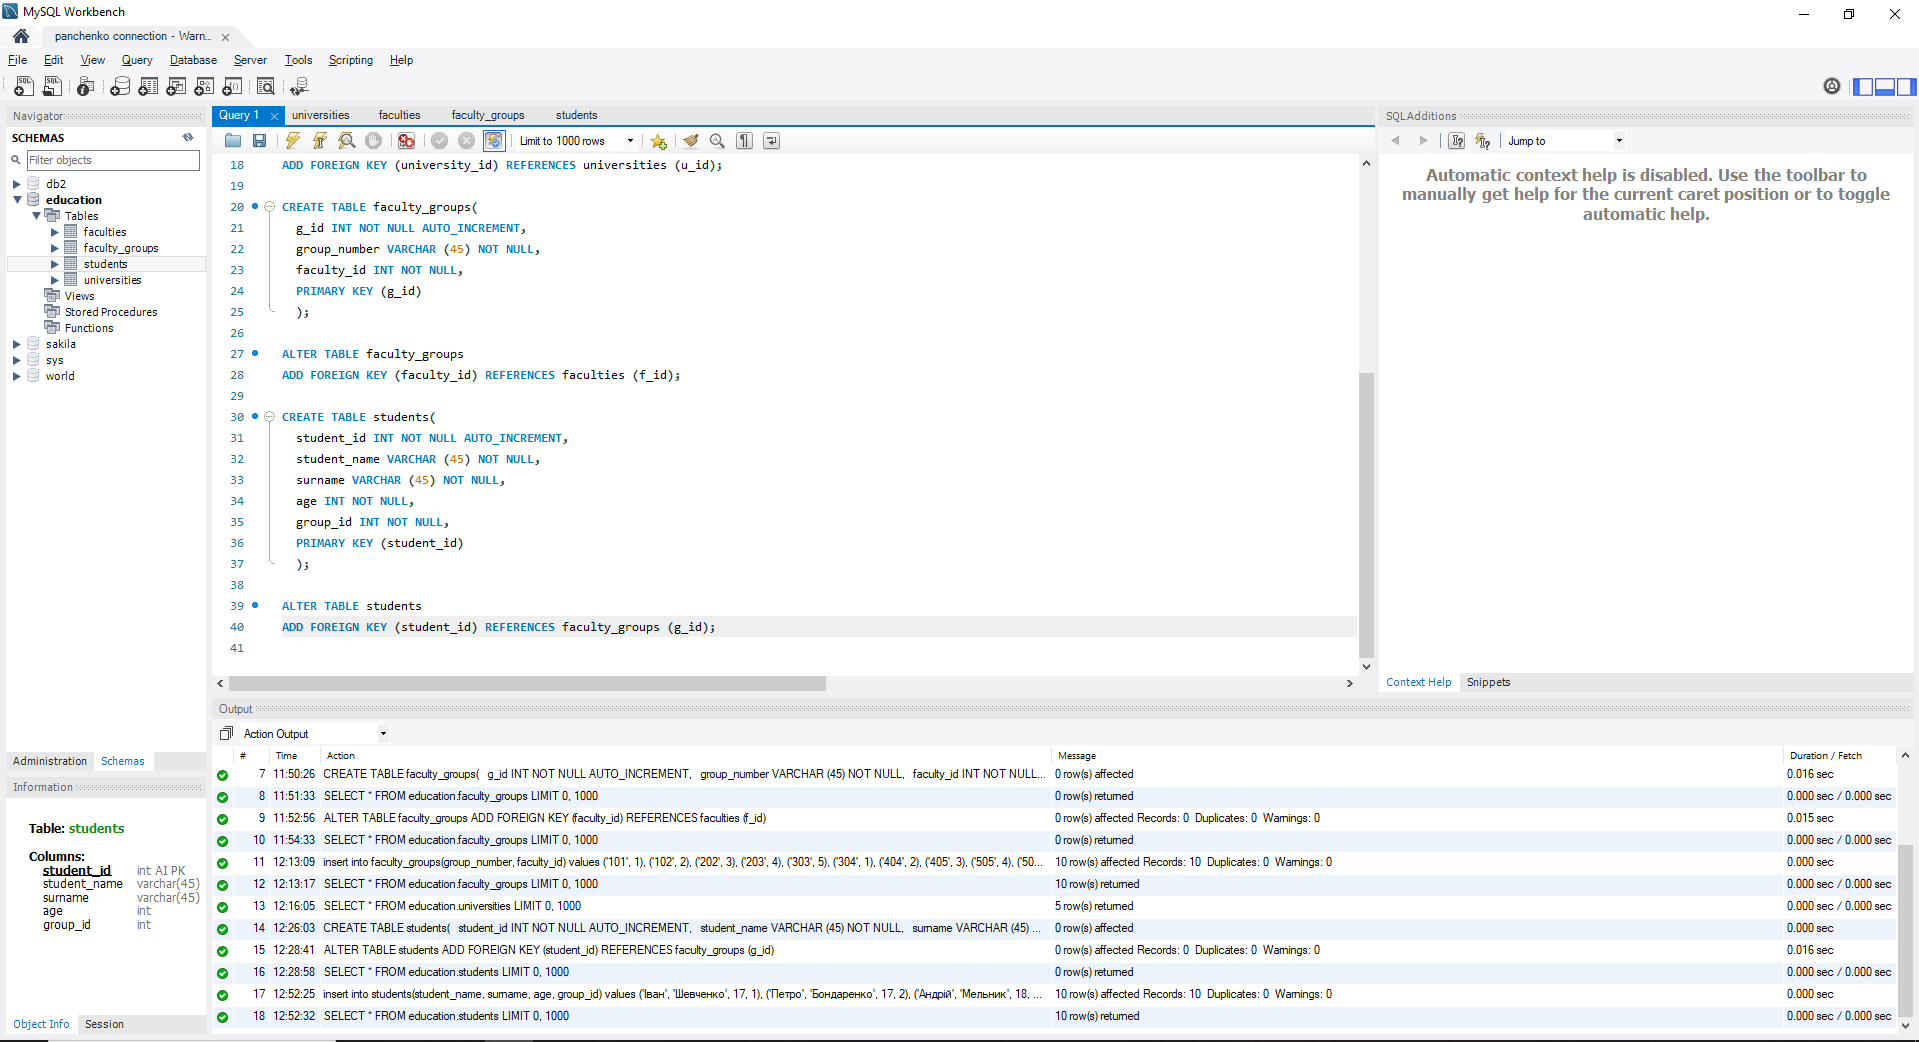 MySQL Workbench
panchenko connection - Warn...
File Edit View Query Database Server Tools Scripting Help
Navigator
SCHEMAS
Filter objects
db2
education
Tables
faculties
faculty_groups
students
universities
Views
Stored Procedures
Functions
sakila
sys
world
Administration Schemas
Information
Table: students
Columns:
student_id int AI PK
student_name varchar(45)
surname varchar(45)
age int
group_id int
Object Info Session
Query 1 universities faculties faculty_groups students
Limit to 1000 rows
18 ADD FOREIGN KEY (university_id) REFERENCES universities (u_id);
19
20 CREATE TABLE faculty_groups(
21 g_id INT NOT NULL AUTO_INCREMENT,
22 group_number VARCHAR (45) NOT NULL,
23 faculty_id INT NOT NULL,
24 PRIMARY KEY (g_id)
25 );
26
27 ALTER TABLE faculty_groups
28 ADD FOREIGN KEY (faculty_id) REFERENCES faculties (f_id);
29
30 CREATE TABLE students(
31 student_id INT NOT NULL AUTO_INCREMENT,
32 student_name VARCHAR (45) NOT NULL,
33 surname VARCHAR (45) NOT NULL,
34 age INT NOT NULL,
35 group_id INT NOT NULL,
36 PRIMARY KEY (student_id)
37 );
38
39 ALTER TABLE students
40 ADD FOREIGN KEY (student_id) REFERENCES faculty_groups (g_id);
41
SQLAdditions
Jump to
Automatic context help is disabled. Use the toolbar to
manually get help for the current caret position or to toggle
automatic help.
Context Help Snippets
Output
Action Output
# Time Action Message Duration / Fetch
7 11:50:26 CREATE TABLE faculty_groups( g_id INT NOT NULL AUTO_INCREMENT, group_number VARCHAR (45) NOT NULL, faculty_id INT NOT NULL... 0 row(s) affected 0.016 sec
8 11:51:33 SELECT * FROM education.faculty_groups LIMIT 0, 1000 0 row(s) returned 0.000 sec / 0.000 sec
9 11:52:56 ALTER TABLE faculty_groups ADD FOREIGN KEY (faculty_id) REFERENCES faculties (f_id) 0 row(s) affected Records: 0 Duplicates: 0 Warnings: 0 0.015 sec
10 11:54:33 SELECT * FROM education.faculty_groups LIMIT 0, 1000 0 row(s) returned 0.000 sec / 0.000 sec
11 12:13:09 insert into faculty_groups(group_number, faculty_id) values ('101', 1), ('102', 2), ('202', 3), ('203', 4), ('303', 5), ('304', 1), ('404', 2), ('405', 3), ('505', 4), ('50... 10 row(s) affected Records: 10 Duplicates: 0 Warnings: 0 0.000 sec
12 12:13:17 SELECT * FROM education.faculty_groups LIMIT 0, 1000 10 row(s) returned 0.000 sec / 0.000 sec
13 12:16:05 SELECT * FROM education.universities LIMIT 0, 1000 5 row(s) returned 0.000 sec / 0.000 sec
14 12:26:03 CREATE TABLE students( student_id INT NOT NULL AUTO_INCREMENT, student_name VARCHAR (45) NOT NULL, surname VARCHAR (45) ... 0 row(s) affected 0.000 sec
15 12:28:41 ALTER TABLE students ADD FOREIGN KEY (student_id) REFERENCES faculty_groups (g_id) 0 row(s) affected Records: 0 Duplicates: 0 Warnings: 0 0.016 sec
16 12:28:58 SELECT * FROM education.students LIMIT 0, 1000 0 row(s) returned 0.000 sec / 0.000 sec
17 12:52:25 insert into students(student_name, surname, age, group_id) values ('Іван', 'Шевченко', 17, 1), ('Петро', 'Бондаренко', 17, 2), ('Андрій', 'Мельник', 18, ... 10 row(s) affected Records: 10 Duplicates: 0 Warnings: 0 0.000 sec
18 12:52:32 SELECT * FROM education.students LIMIT 0, 1000 10 row(s) returned 0.000 sec / 0.000 sec